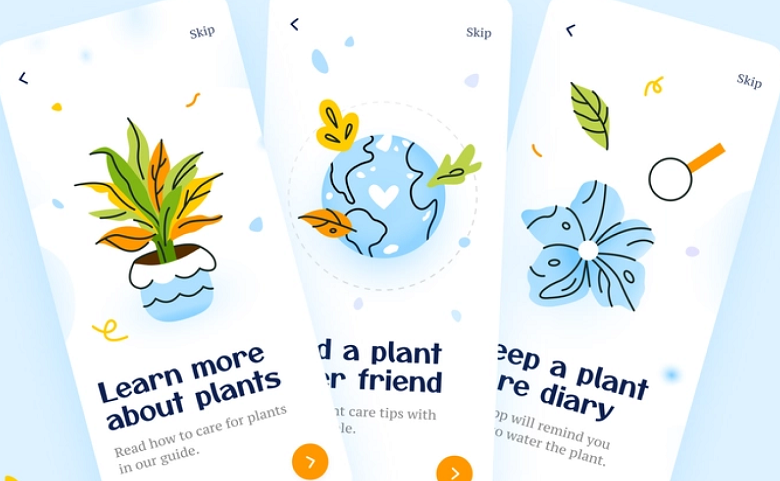 Skip
Learn more
about plants
Read how to care for plants
in our guide.
Skip
d a plant
er friend
nt care tips with
le.
Skip
eep a plant
re diary
pp will remind you
o water the plant.